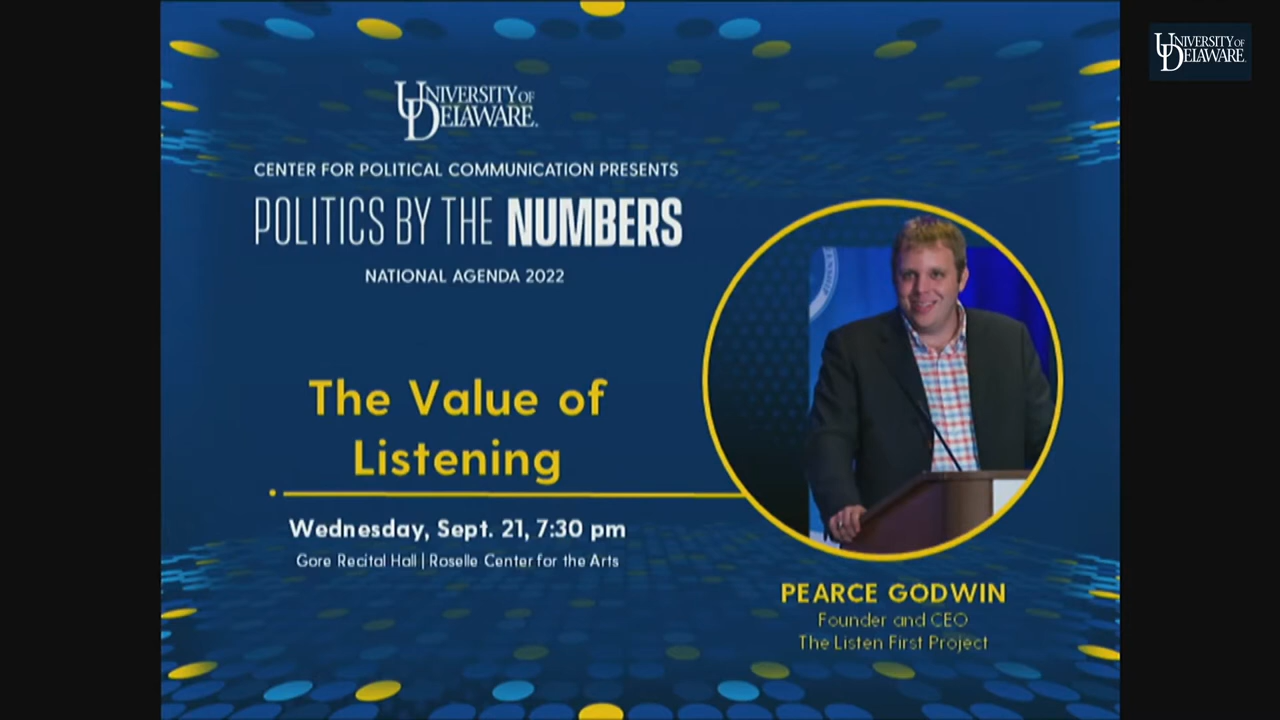 UNIVERSITY OF
DELAWARE.
CENTER FOR POLITICAL COMMUNICATION PRESENTS
POLITICS BY THE NUMBERS
NATIONAL AGENDA 2022
The Value of
Listening
Wednesday, Sept. 21, 7:30 pm
Gore Recital Hall | Roselle Center for the Arts
PEARCE GODWIN
Founder and CEO
The Listen First Project
UNIVERSITY OF
DELAWARE.